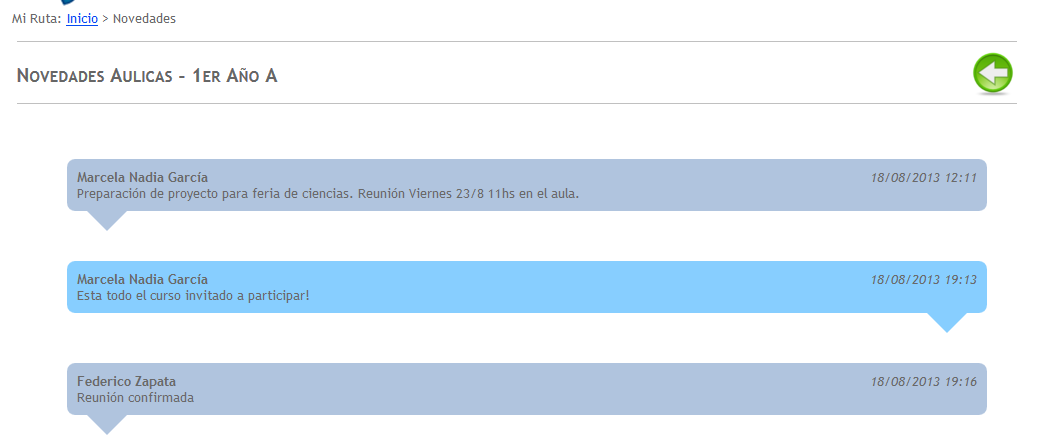 Mi Ruta: Inicio > Novedades
Novedades Aulicas - 1er Año A
Marcela Nadia García 18/08/2013 12:11
Preparación de proyecto para feria de ciencias. Reunión Viernes 23/8 11hs en el aula.
Marcela Nadia García 18/08/2013 19:13
Esta todo el curso invitado a participar!
Federico Zapata 18/08/2013 19:16
Reunión confirmada